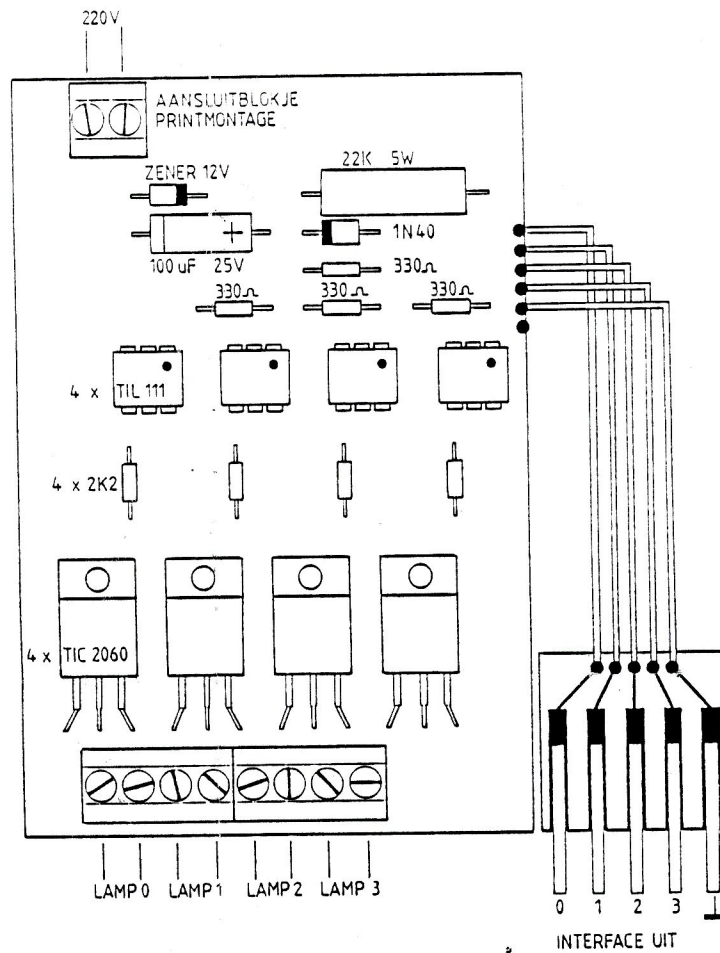 220V
AANSLUITBLOKJE
PRINTMONTAGE
ZENER 12V
22K 5W
1N40
100 uF 25V
330Ω
330Ω 330Ω 330Ω
4 x TIL 111
4 x 2K2
4 x TIC 2060
LAMP 0 LAMP 1 LAMP 2 LAMP 3
0 1 2 3
INTERFACE UIT